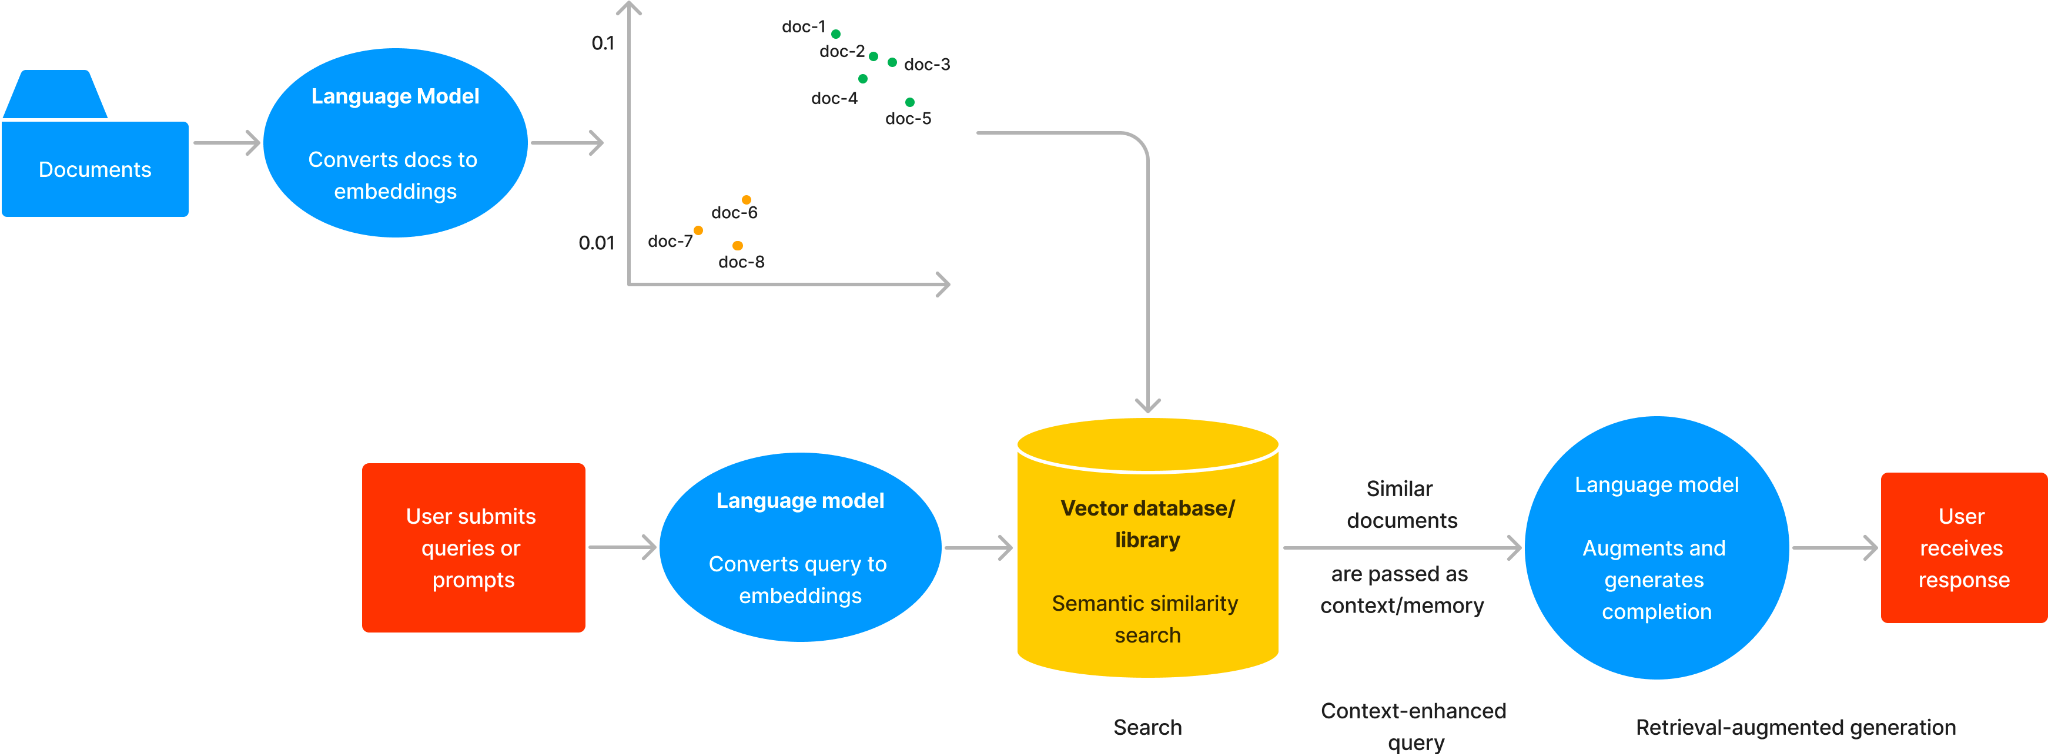 Documents
Language Model
Converts docs to
embeddings
0.1
0.01
doc-1
doc-2
doc-3
doc-4
doc-5
doc-6
doc-7
doc-8
User submits
queries or
prompts
Language model
Converts query to
embeddings
Vector database/
library
Semantic similarity
search
Similar
documents
are passed as
context/memory
Language model
Augments and
generates
completion
User
receives
response
Search
Context-enhanced
query
Retrieval-augmented generation